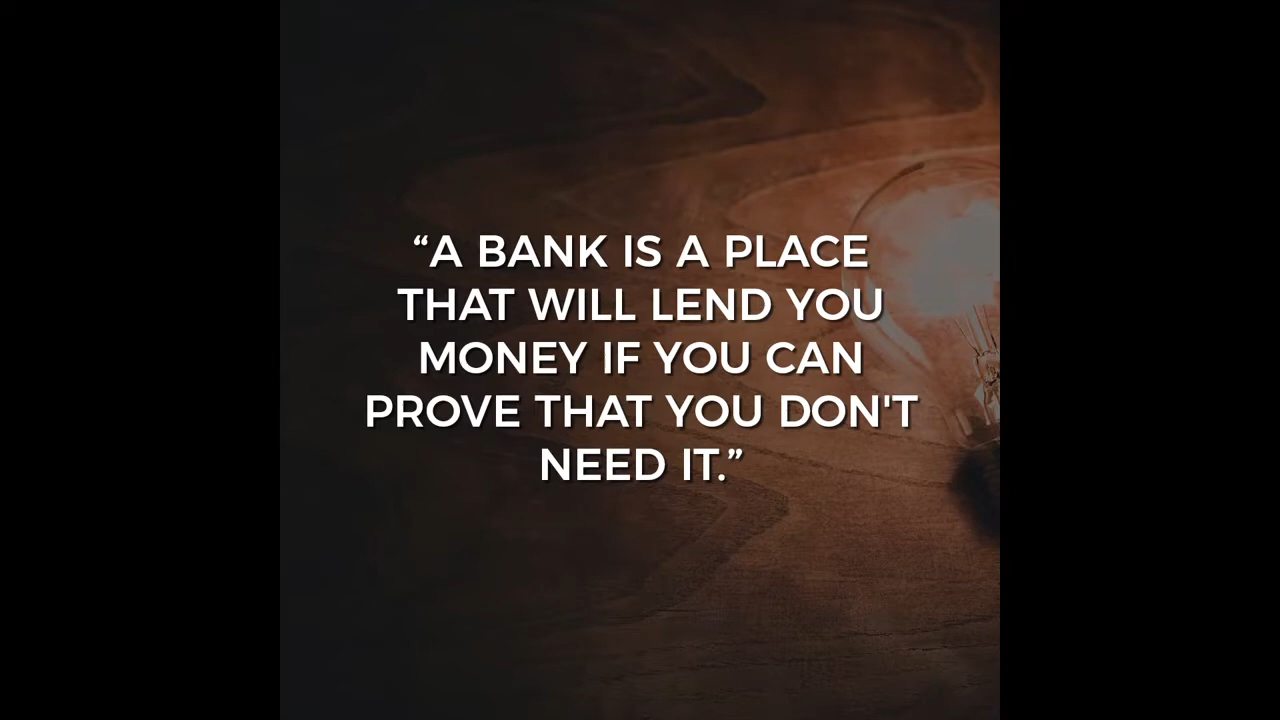 “A BANK IS A PLACE
THAT WILL LEND YOU
MONEY IF YOU CAN
PROVE THAT YOU DON'T
NEED IT.”